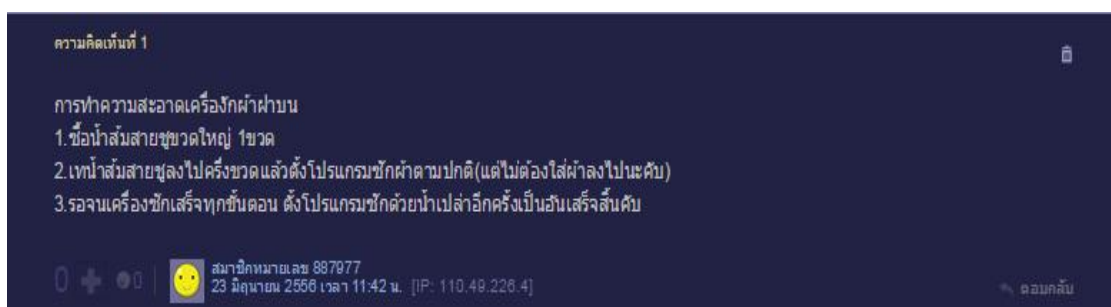 ความคิดเห็นที่ 1
การทำความสะอาดเครื่องักผ้าฝาบน
1.ซื้อน้ำส้มสายชูขวดใหญ่ 1ขวด
2.เทน้ำส้มสายชูลงไปครึ่งขวดแล้วตั้งโปรแกรมซักผ้าตามปกติ(แต่ไม่ต้องใส่ผ้าลงไปนะคับ)
3.รอจนเครื่องซักเสร็จทุกขั้นตอน ตั้งโปรแกรมซักด้วยน้ำเปล่าอีกครั้งเป็นอันเสร็จสิ้นคับ
0 0
สมาชิกหมายเลข 887977
23 มิถุนายน 2556 เวลา 11:42 น. [IP: 110.49.226.4]
ตอบกลับ